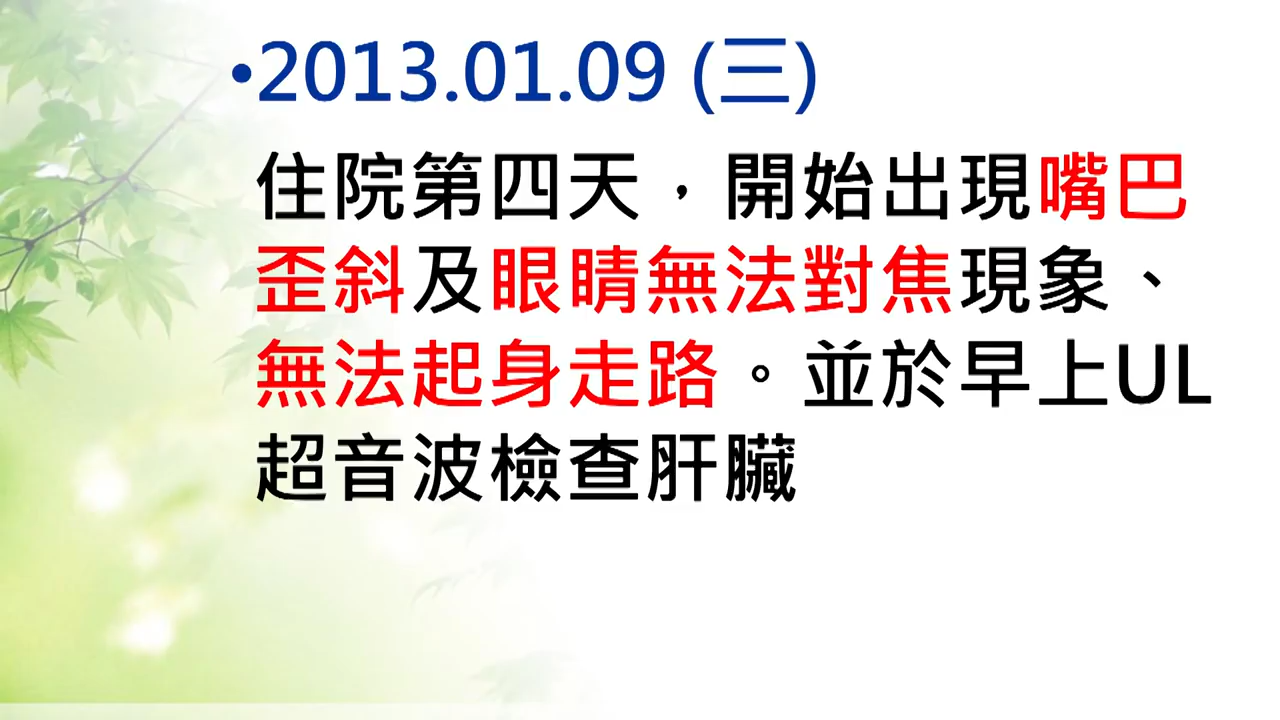 •2013.01.09 (三)
住院第四天，開始出現嘴巴
歪斜及眼睛無法對焦現象、
無法起身走路。並於早上UL
超音波檢查肝臟